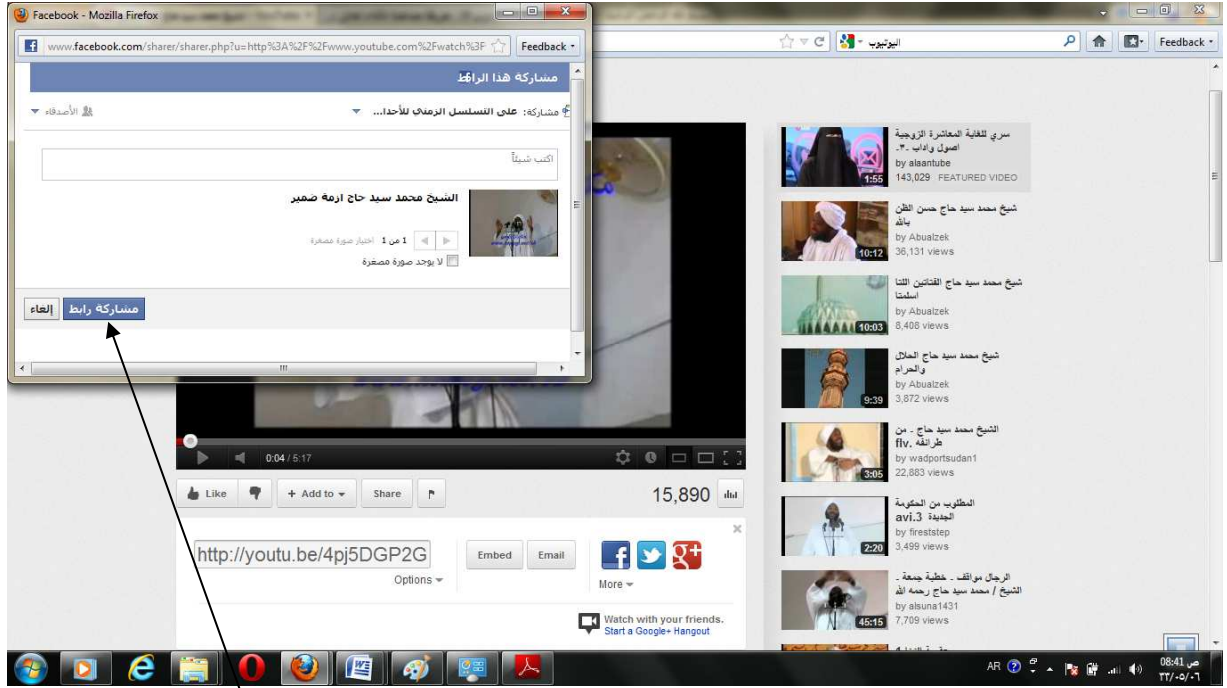 Facebook - Mozilla Firefox
www.facebook.com/sharer/sharer.php?u=http%3A%2F%2Fwww.youtube.com%2Fwatch%3F
Feedback
مشاركة هذا الرابط
مشاركة: على التسلسل الزمني للأحدا...
الأصدقاء
اكتب شيئاً
الشيخ محمد سيد حاج ازمة ضمير
1 من 1 اختيار صورة مصغرة
لا يوجد صورة مصغرة
مشاركة رابط
إلغاء
اليوتيوب
Feedback
0:04 / 5:17
Like
+ Add to
Share
15,890
http://youtu.be/4pj5DGP2G
Options
Embed
Email
More
Watch with your friends.
Start a Google+ Hangout
سري للغاية المعاشرة الزوجية
اصول واداب .٣-
by alaantube
143,029 FEATURED VIDEO
1:55
شيخ محمد سيد حاج حسن الظن
بالله
by Abualzek
36,131 views
10:12
شيخ محمد سيد حاج الفتاتين اللتا
اسلمتا
by Abualzek
8,408 views
10:03
شيخ محمد سيد حاج الحلال
والحرام
by Abualzek
3,872 views
9:39
الشيخ محمد سيد حاج - من
طرائفه .flv
by wadportsudan1
22,883 views
3:05
المطلوب من الحكومة
الجديدة avi.3
by fireststep
3,499 views
2:20
الرجال مواقف - خطبة جمعة -
الشيخ / محمد سيد حاج رحمه الله
by alsuna1431
7,709 views
45:15
AR
08:41 ص
٣٣/٠٥/٠٦